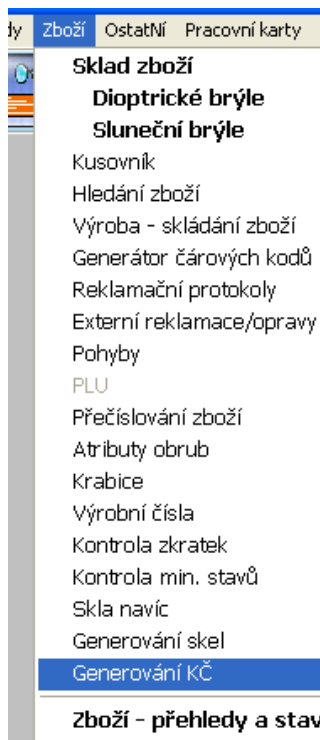 Zboží OstatNí Pracovní karty
Sklad zboží
Dioptrické brýle
Sluneční brýle
Kusovník
Hledání zboží
Výroba - skládání zboží
Generátor čárových kodů
Reklamační protokoly
Externí reklamace/opravy
Pohyby
PLU
Přečíslování zboží
Atributy obrub
Krabice
Výrobní čísla
Kontrola zkratek
Kontrola min. stavů
Skla navíc
Generování skel
Generování KČ
Zboží - přehledy a stav